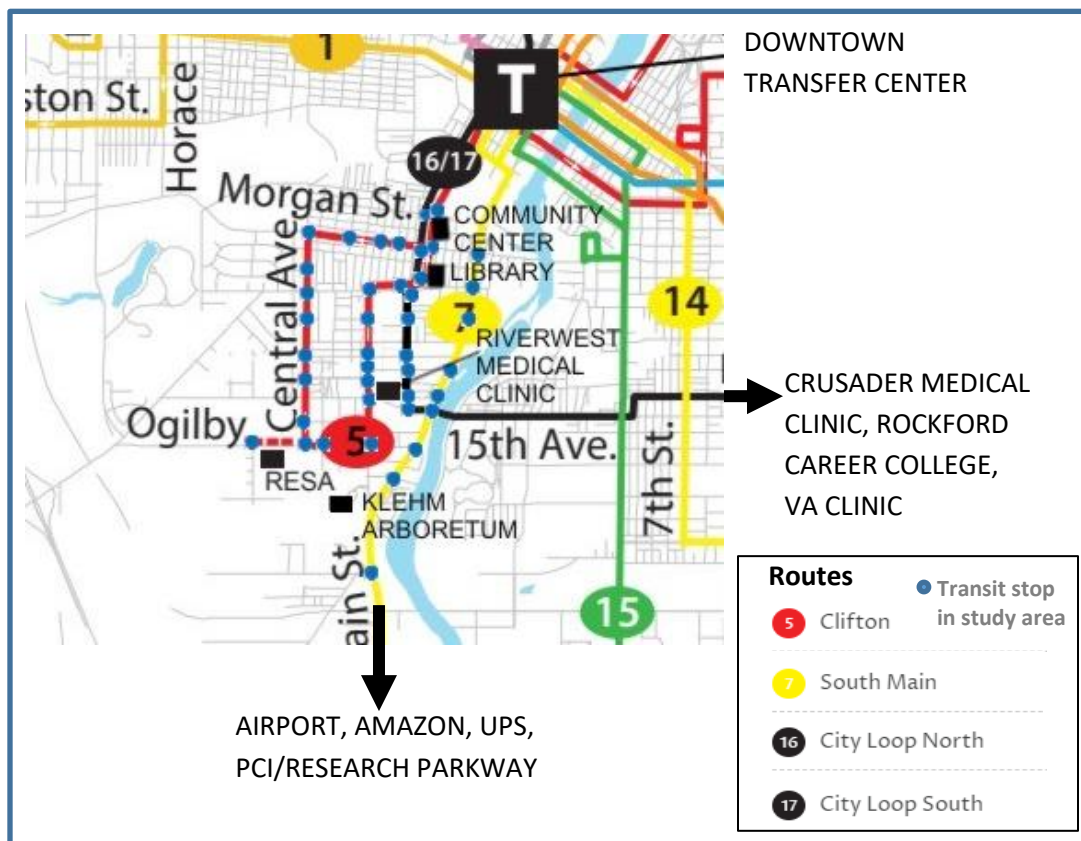 DOWNTOWN
TRANSFER CENTER
1
T
ston St.
Horace
16/17
Morgan St.
COMMUNITY
CENTER
LIBRARY
Central Ave.
7
14
RIVERWEST
MEDICAL
CLINIC
CRUSADER MEDICAL
CLINIC, ROCKFORD
CAREER COLLEGE,
VA CLINIC
Ogilby
5
15th Ave.
RESA
7th St.
KLEHM
ARBORETUM
ain St.
15
AIRPORT, AMAZON, UPS,
PCI/RESEARCH PARKWAY
Routes
Transit stop
in study area
5 Clifton
7 South Main
16 City Loop North
17 City Loop South